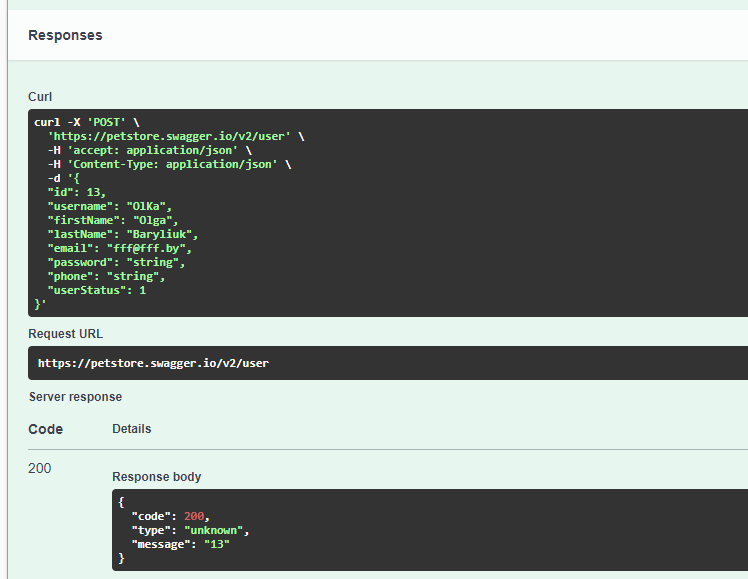 Responses
Curl
curl -X 'POST' \
  'https://petstore.swagger.io/v2/user' \
  -H 'accept: application/json' \
  -H 'Content-Type: application/json' \
  -d '{
  "id": 13,
  "username": "OlKa",
  "firstName": "Olga",
  "lastName": "Baryliuk",
  "email": "fff@fff.by",
  "password": "string",
  "phone": "string",
  "userStatus": 1
}'
Request URL
https://petstore.swagger.io/v2/user
Server response
Code Details
200
Response body
{
  "code": 200,
  "type": "unknown",
  "message": "13"
}